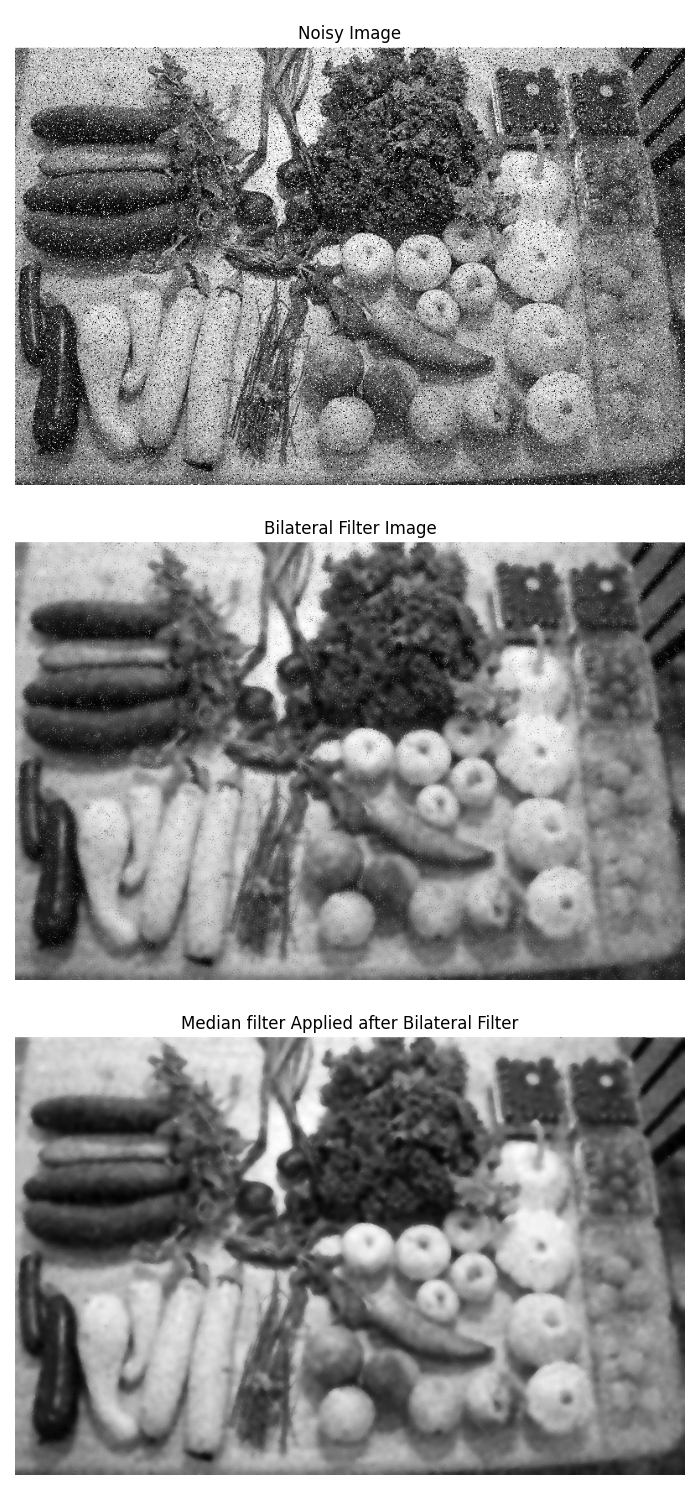 Noisy Image
Bilateral Filter Image
Median filter Applied after Bilateral Filter